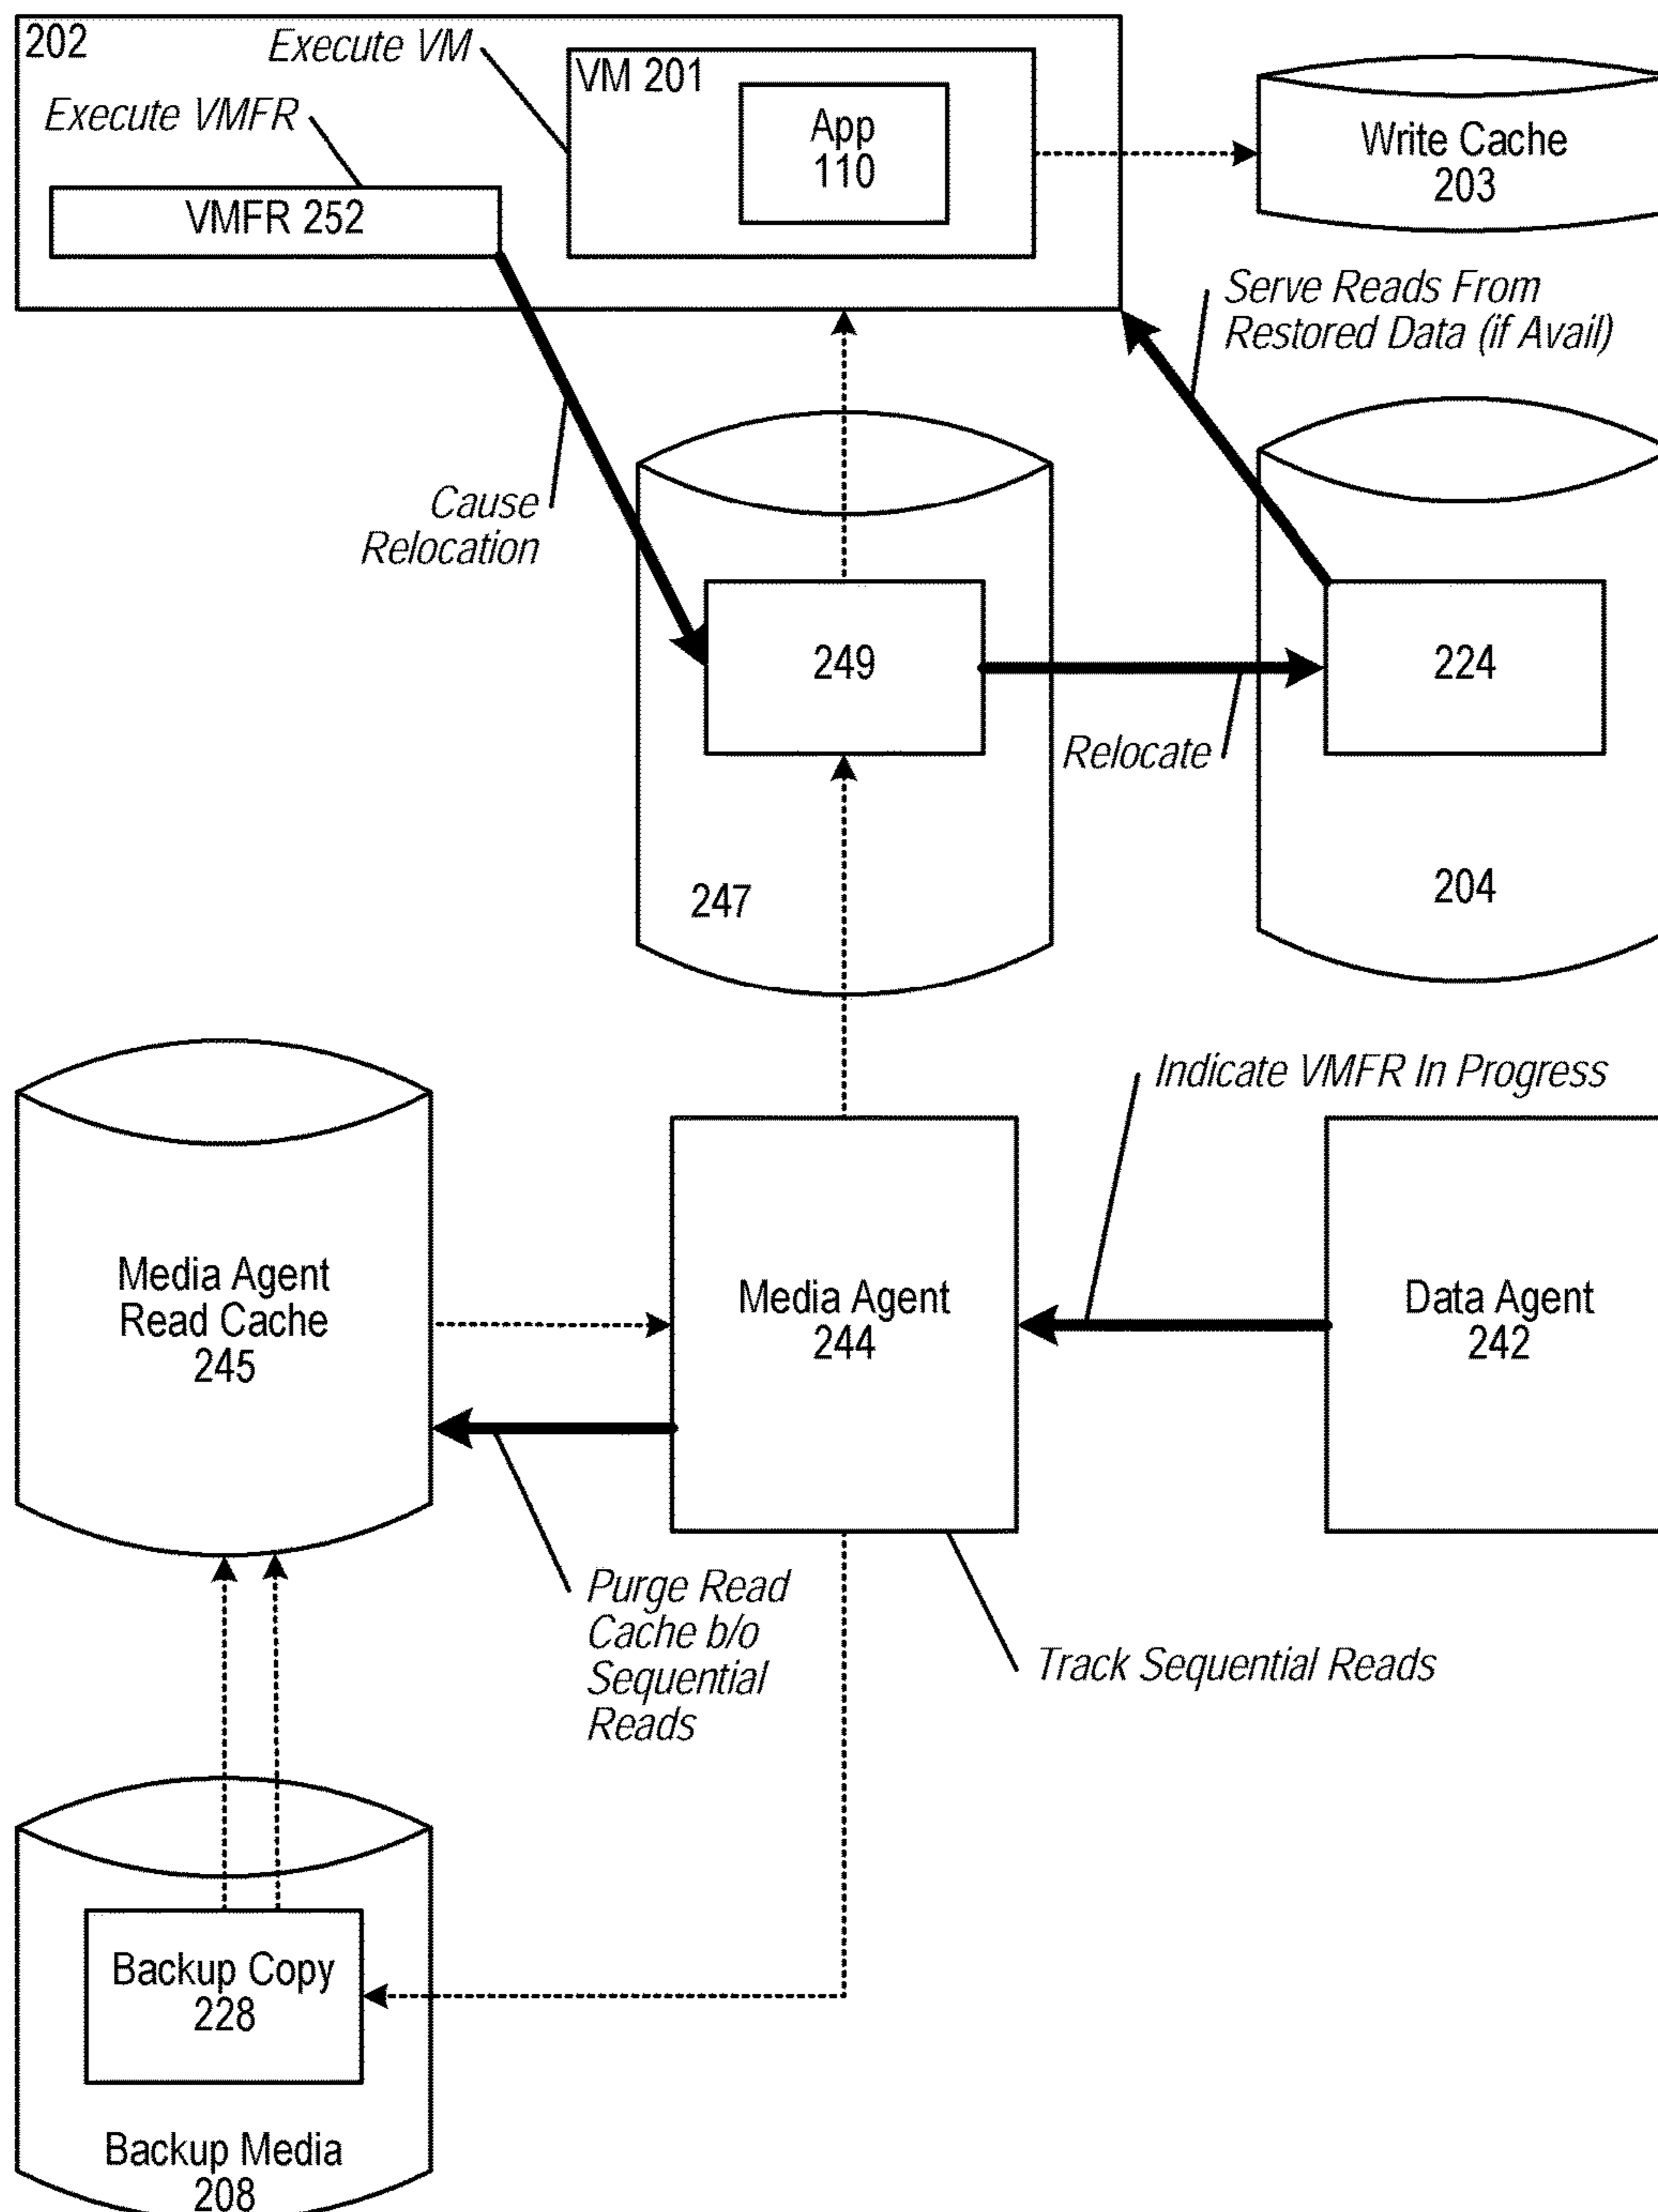 202
Execute VM
VM 201
App
110
Execute VMFR
VMFR 252
Write Cache
203
Serve Reads From
Restored Data (if Avail)
Cause
Relocation
249
224
Relocate
247
204
Indicate VMFR In Progress
Media Agent
Read Cache
245
Media Agent
244
Data Agent
242
Purge Read
Cache b/o
Sequential
Reads
Track Sequential Reads
Backup Copy
228
Backup Media
208